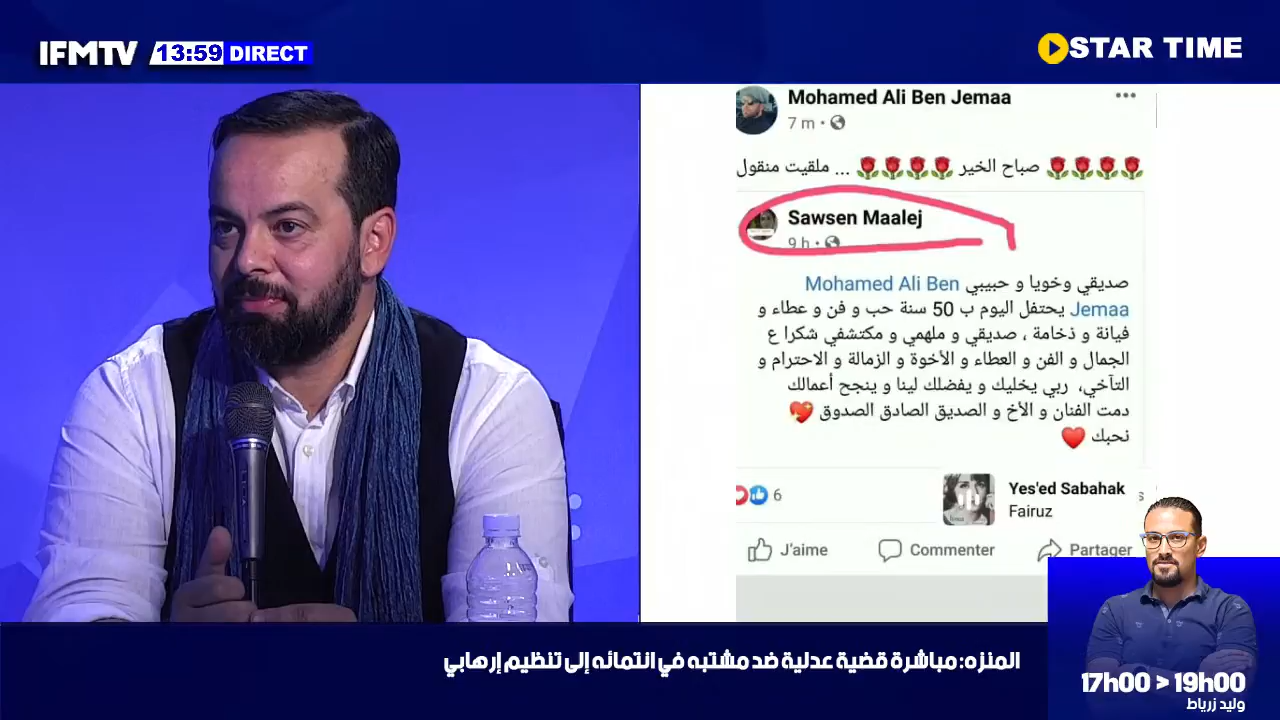 IFMTV 13:59 DIRECT
STAR TIME
Mohamed Ali Ben Jemaa
7 m
🌹🌹🌹🌹 صباح الخير 🌹🌹🌹🌹 ... ملقيت منقول
Sawsen Maalej
9 h
صديقي وخويا و حبيبي Mohamed Ali Ben
Jemaa يحتفل اليوم ب 50 سنة حب و فن و عطاء و
فيانة و ذخامة ، صديقي و ملهمي و مكتشفي شكرا ع
الجمال و الفن و العطاء و الأخوة و الزمالة و الاحترام و
التآخي، ربي يخليك و يفضلك لينا و ينجح أعمالك
دمت الفنان و الأخ و الصديق الصادق الصدوق 💖
نحبك ❤️
6
Yes'ed Sabahak
Fairuz
J'aime Commenter Partager
المنزه: مباشرة قضية عدلية ضد مشتبه في انتمائه إلى تنظيم إرهابي
17h00 > 19h00
وليد زرياط